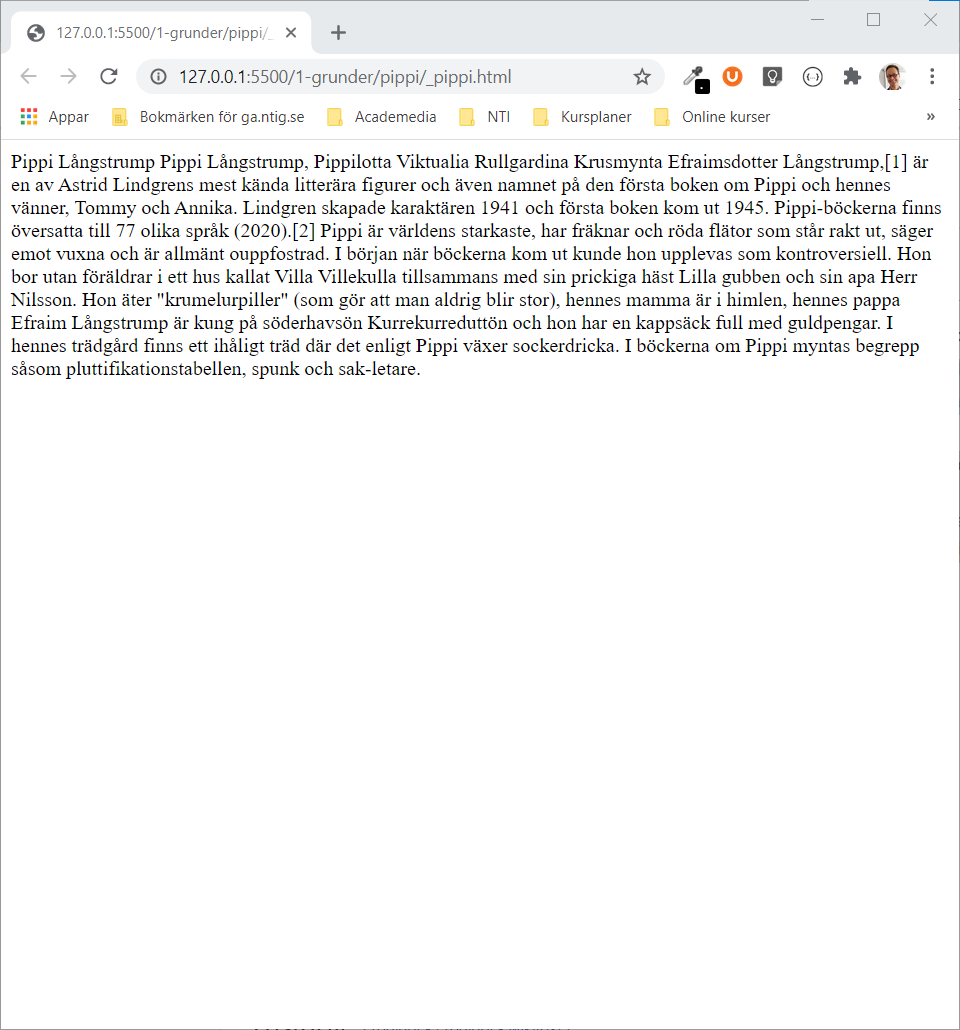 127.0.0.1:5500/1-grunder/pippi/_
127.0.0.1:5500/1-grunder/pippi/_pippi.html
Appar Bokmärken för ga.ntig.se Academedia NTI Kursplaner Online kurser »
Pippi Långstrump Pippi Långstrump, Pippilotta Viktualia Rullgardina Krusmynta Efraimsdotter Långstrump,[1] är
en av Astrid Lindgrens mest kända litterära figurer och även namnet på den första boken om Pippi och hennes
vänner, Tommy och Annika. Lindgren skapade karaktären 1941 och första boken kom ut 1945. Pippi-böckerna finns
översatta till 77 olika språk (2020).[2] Pippi är världens starkaste, har fräknar och röda flätor som står rakt ut, säger
emot vuxna och är allmänt ouppfostrad. I början när böckerna kom ut kunde hon upplevas som kontroversiell. Hon
bor utan föräldrar i ett hus kallat Villa Villekulla tillsammans med sin prickiga häst Lilla gubben och sin apa Herr
Nilsson. Hon äter "krumelurpiller" (som gör att man aldrig blir stor), hennes mamma är i himlen, hennes pappa
Efraim Långstrump är kung på söderhavsön Kurrekurreduttön och hon har en kappsäck full med guldpengar. I
hennes trädgård finns ett ihåligt träd där det enligt Pippi växer sockerdricka. I böckerna om Pippi myntas begrepp
såsom pluttifikationstabellen, spunk och sak-letare.